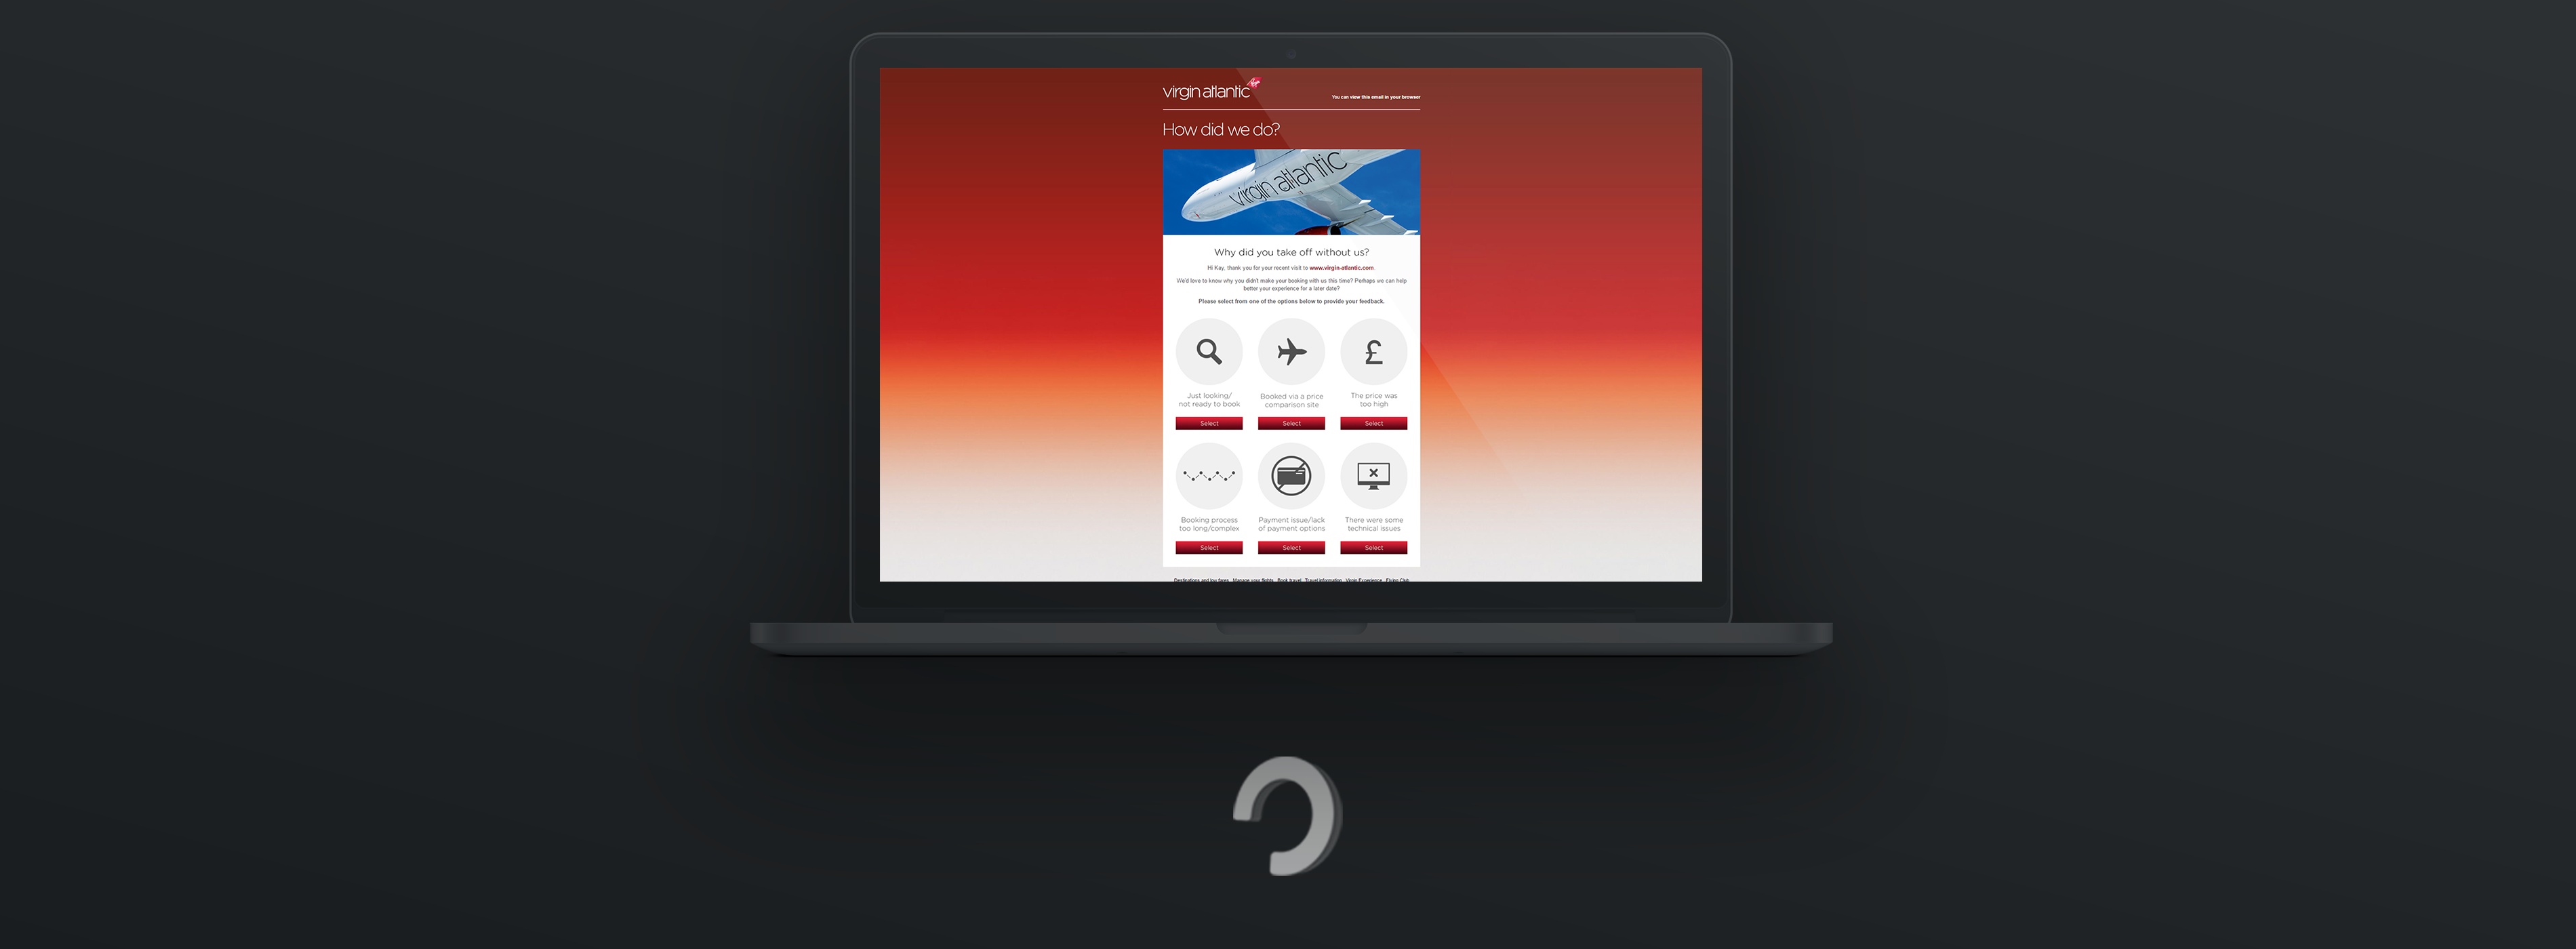 virgin atlantic
You can view this email in your browser
How did we do?
virgin atlantic
Why did you take off without us?
Hi Kay, thank you for your recent visit to www.virgin-atlantic.com
We'd love to know why you didn't make your booking with us this time? Perhaps we can help
better your experience for a later date?
Please select from one of the options below to provide your feedback.
£
Just looking/
not ready to book
Booked via a price
comparison site
The price was
too high
Select
Select
Select
Booking process
too long/complex
Payment issue/lack
of payment options
There were some
technical issues
Select
Select
Select
Destinations and low fares Manage your flights Book travel Travel information Virgin Experience Flying Club